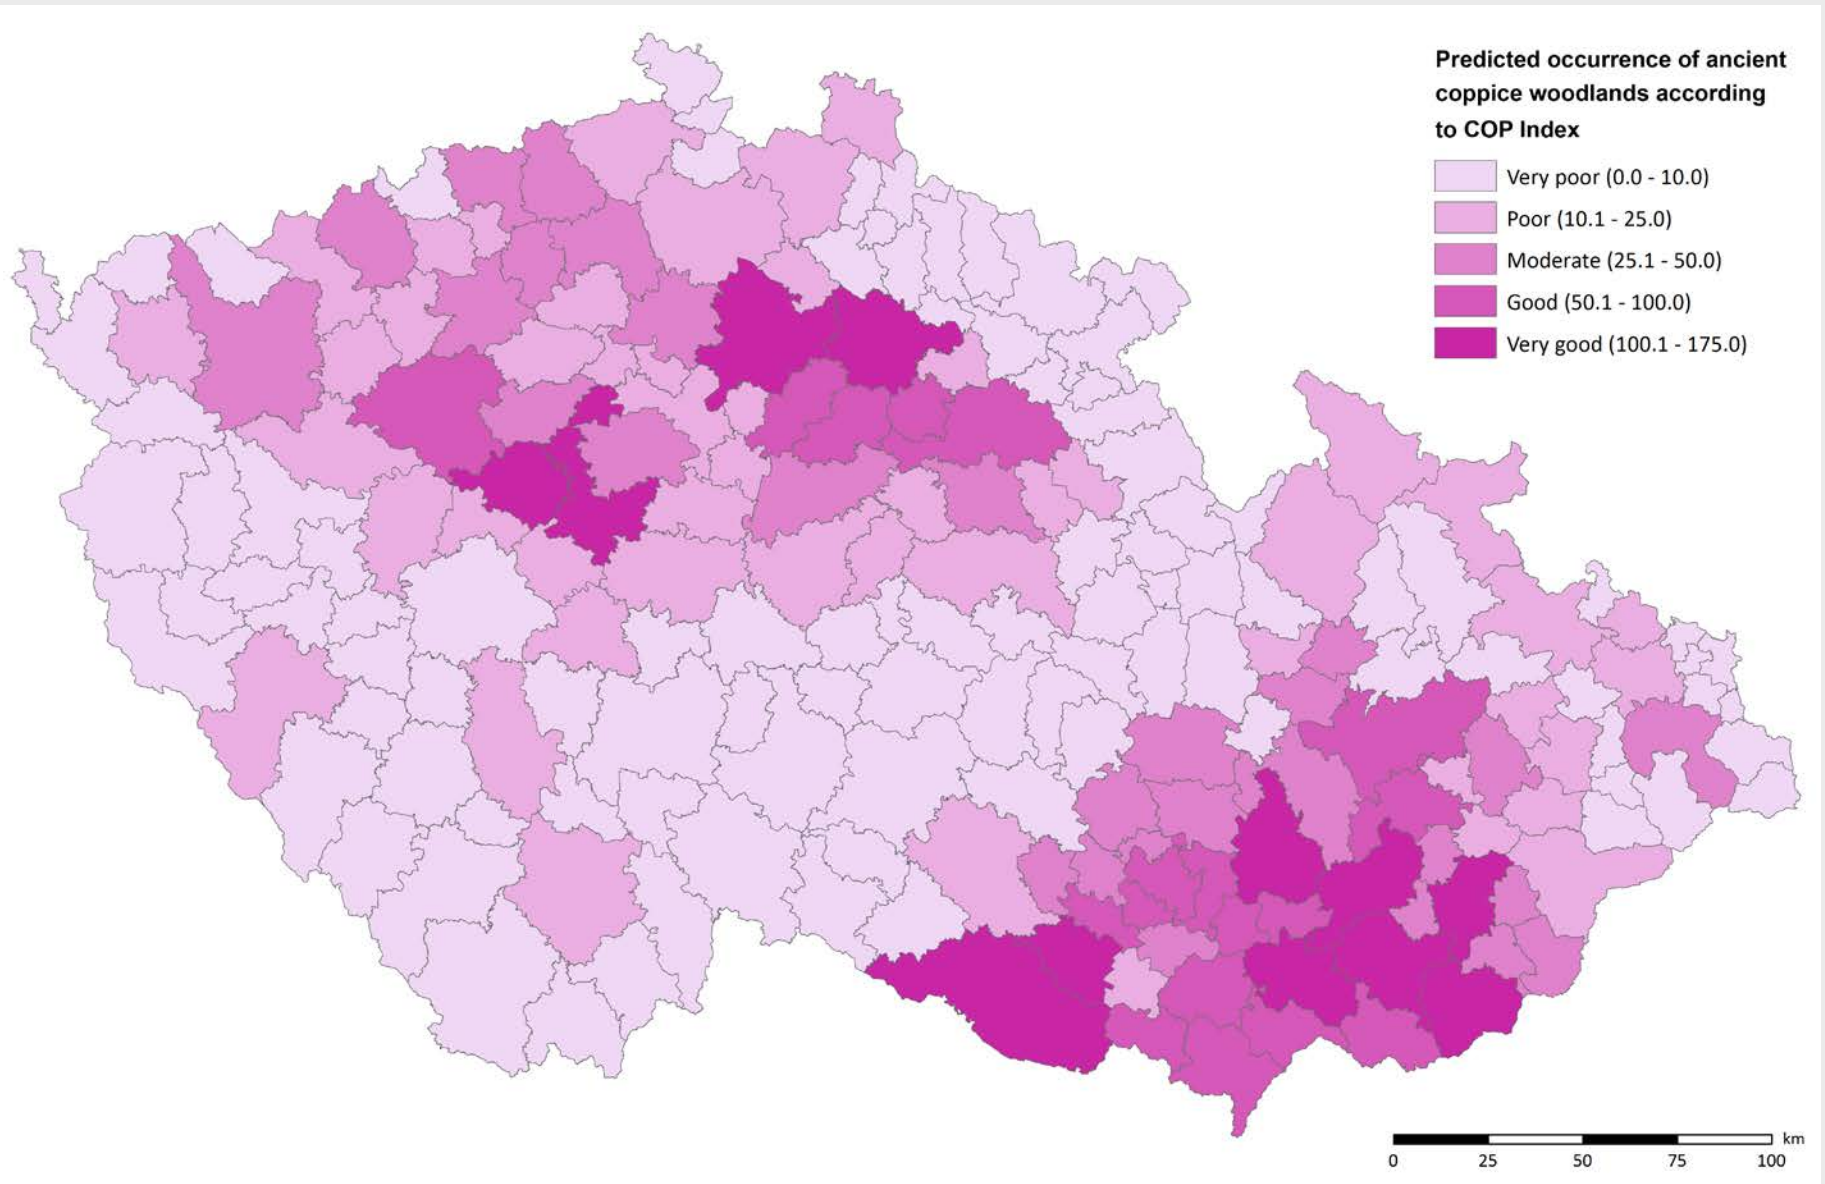 Predicted occurrence of ancient
coppice woodlands according
to COP Index
Very poor (0.0 - 10.0)
Poor (10.1 - 25.0)
Moderate (25.1 - 50.0)
Good (50.1 - 100.0)
Very good (100.1 - 175.0)
km
0 25 50 75 100